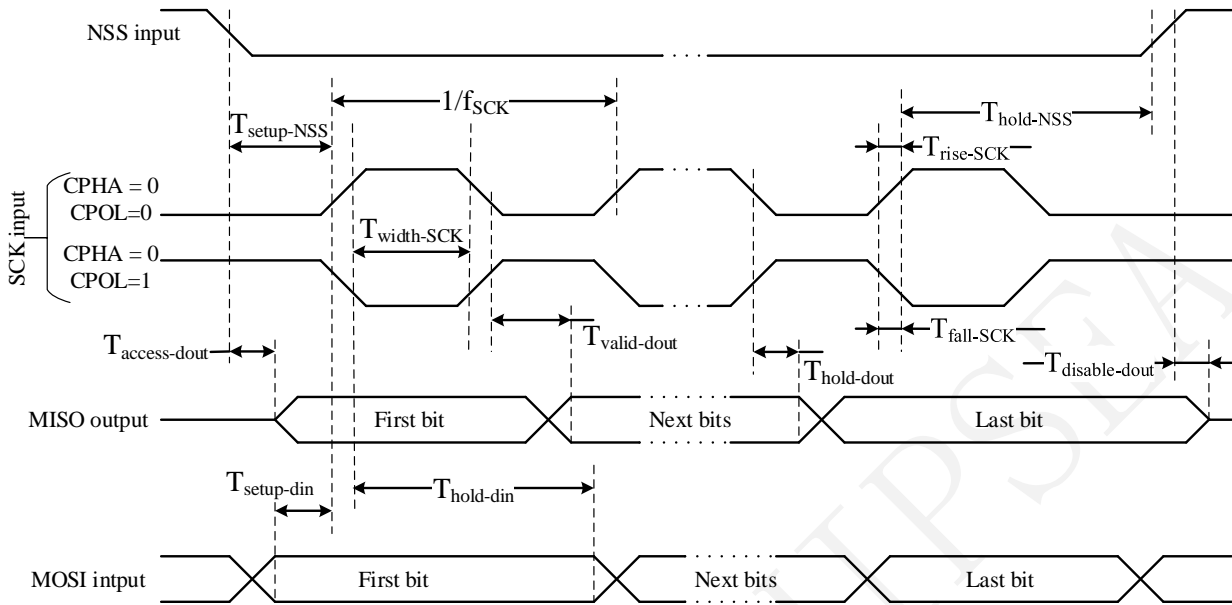 NSS input
1/fSCK
Tsetup-NSS
Thold-NSS
Trise-SCK
SCK input
CPHA = 0
CPOL=0
Twidth-SCK
CPHA = 0
CPOL=1
Taccess-dout
Tvalid-dout
Thold-dout
Tfall-SCK
Tdisable-dout
MISO output
First bit
Next bits
Last bit
Tsetup-din
Thold-din
MOSI intput
First bit
Next bits
Last bit